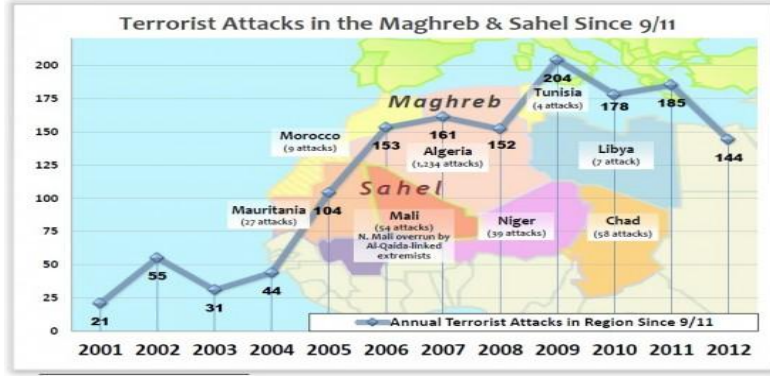 Terrorist Attacks in the Maghreb & Sahel Since 9/11
200
175
150
125
100
75
50
25
0
21
55
31
44
104
153
161
152
204
178
185
144
Maghreb
Sahel
Morocco
(9 attacks)
Algeria
(1,234 attacks)
Tunisia
(4 attacks)
Libya
(7 attack)
Mauritania
(27 attacks)
Mali
(54 attacks)
N. Mali overrun by
Al-Qaida-linked
extremists
Niger
(39 attacks)
Chad
(58 attacks)
Annual Terrorist Attacks in Region Since 9/11
2001 2002 2003 2004 2005 2006 2007 2008 2009 2010 2011 2012